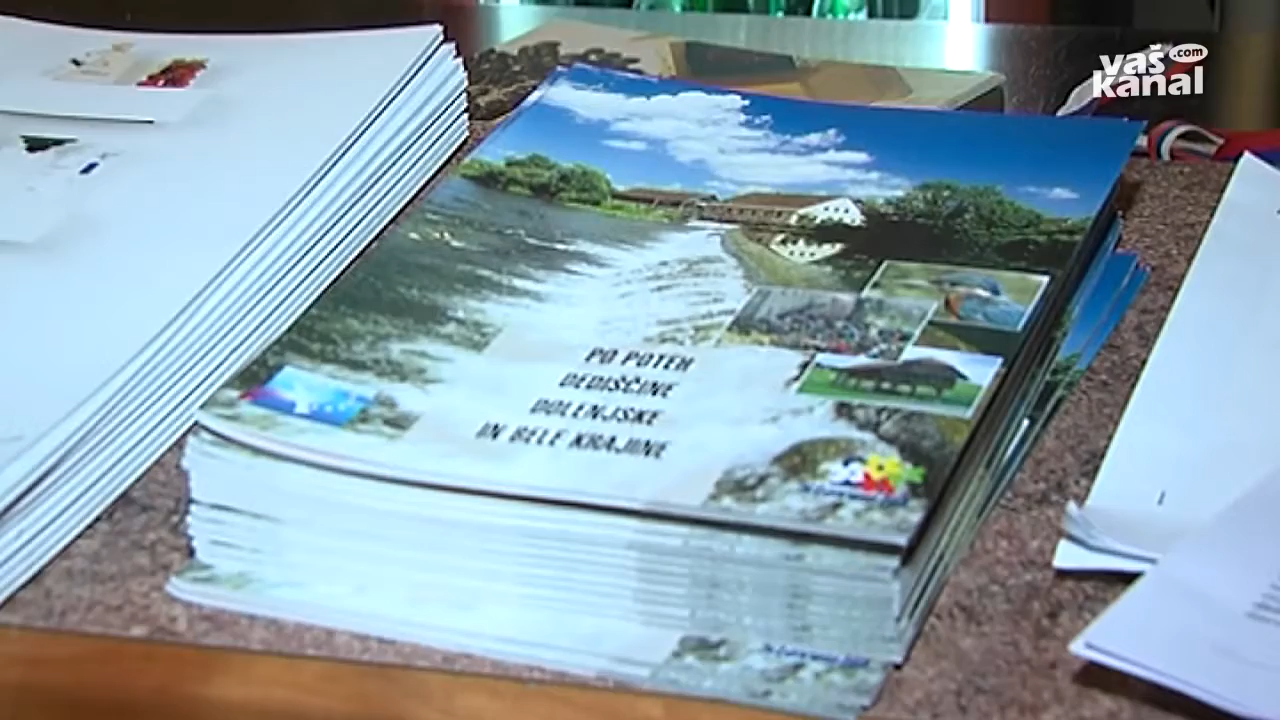 vaš .com
kanal
PO POTEH
DEDIŠČINE
DOLENJSKE
IN BELE KRAJINE